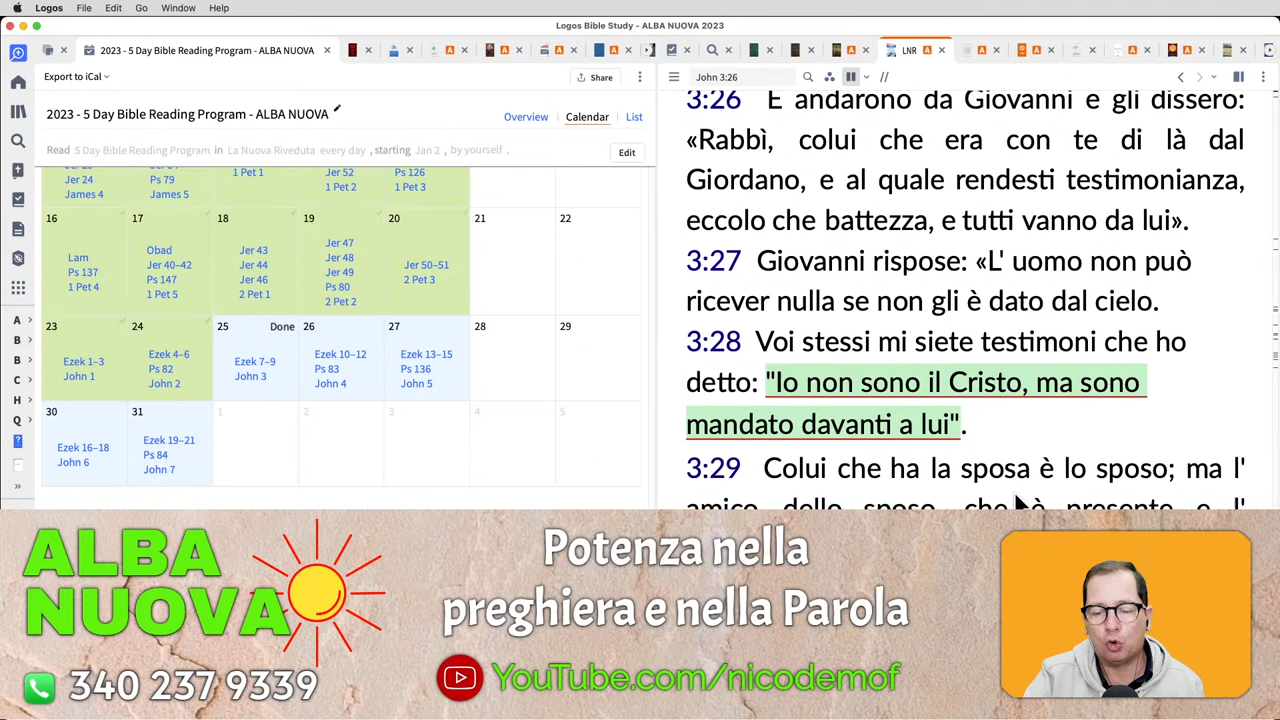 Logos File Edit Go Window Help
Logos Bible Study - ALBA NUOVA 2023
2023 - 5 Day Bible Reading Program - ALBA NUOVA
LNR
Export to iCal
Share
John 3:26
2023 - 5 Day Bible Reading Program - ALBA NUOVA
Overview Calendar List
Read 5 Day Bible Reading Program in La Nuova Riveduta every day , starting Jan 2 , by yourself .
Edit
Jer 24
James 4
Ps 79
James 5
1 Pet 1
Jer 52
1 Pet 2
Ps 126
1 Pet 3
16 17 18 19 20 21 22
Lam
Ps 137
1 Pet 4
Obad
Jer 40–42
Ps 147
1 Pet 5
Jer 43
Jer 44
Jer 46
2 Pet 1
Jer 47
Jer 48
Jer 49
Ps 80
2 Pet 2
Jer 50–51
2 Pet 3
23 24 25 Done 26 27 28 29
Ezek 1–3
John 1
Ezek 4–6
Ps 82
John 2
Ezek 7–9
John 3
Ezek 10–12
Ps 83
John 4
Ezek 13–15
Ps 136
John 5
30 31 1 2 3 4 5
Ezek 16–18
John 6
Ezek 19–21
Ps 84
John 7
A
B
B
C
H
Q
3:26 E andarono da Giovanni e gli dissero:
«Rabbì, colui che era con te di là dal
Giordano, e al quale rendesti testimonianza,
eccolo che battezza, e tutti vanno da lui».
3:27 Giovanni rispose: «L' uomo non può
ricever nulla se non gli è dato dal cielo.
3:28 Voi stessi mi siete testimoni che ho
detto: "Io non sono il Cristo, ma sono
mandato davanti a lui".
3:29 Colui che ha la sposa è lo sposo; ma l'
amico dello sposo, che è presente e l'
ALBA
NUOVA
340 237 9339
Potenza nella
preghiera e nella Parola
YouTube.com/nicodemof